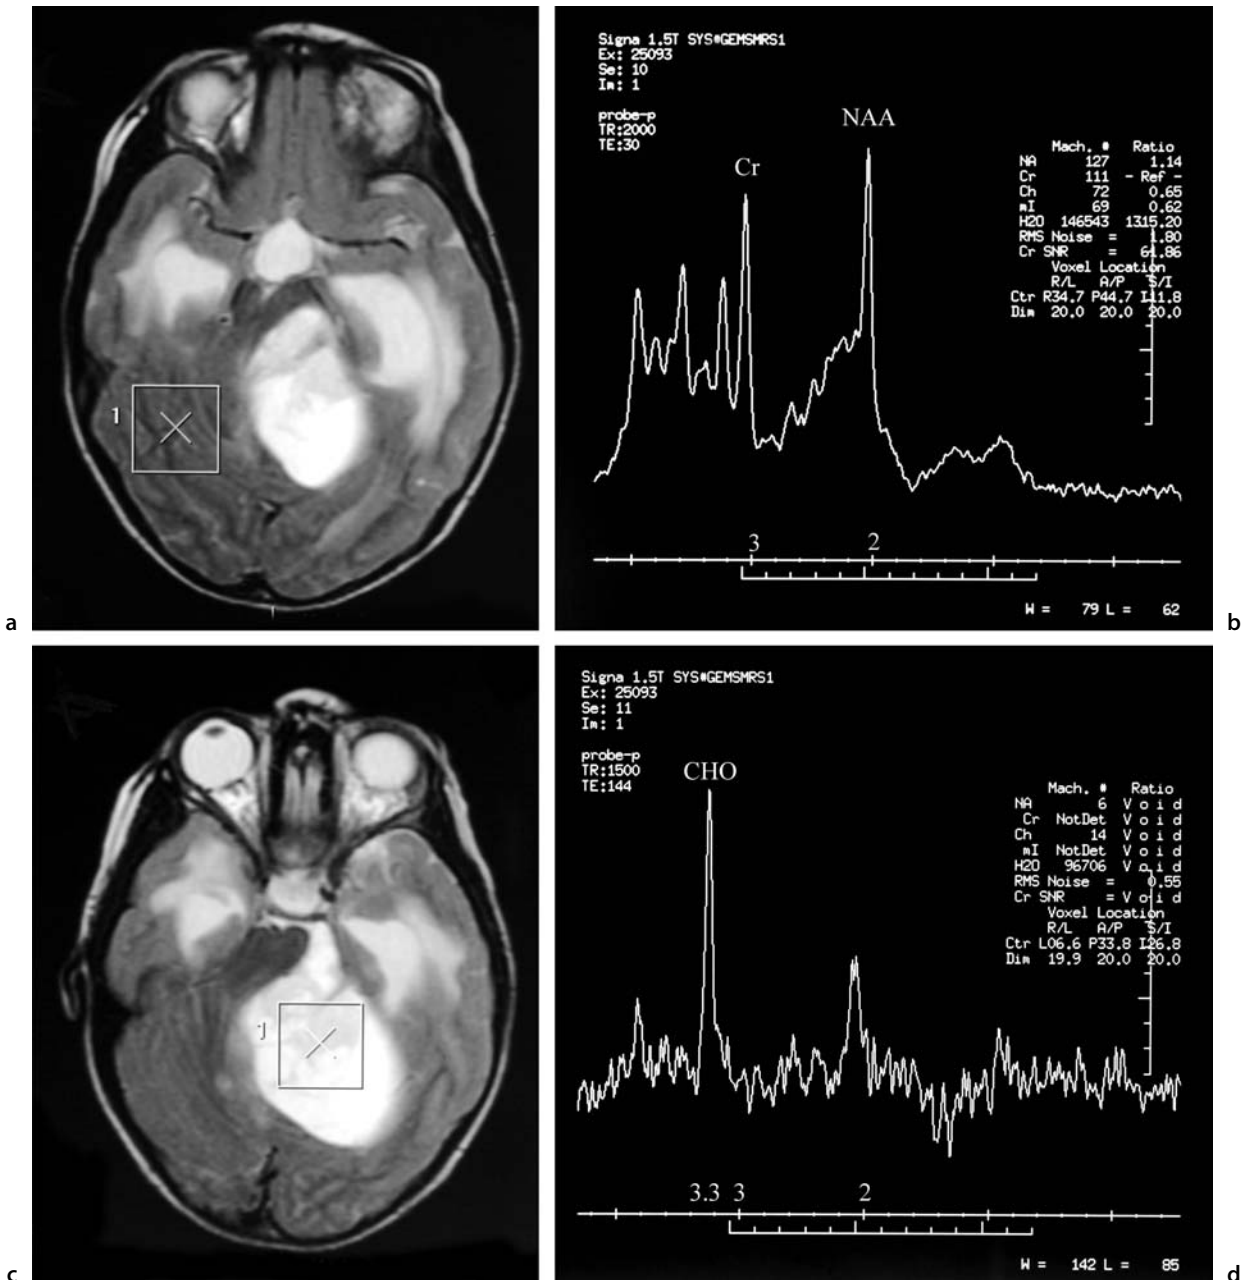 1
a
Signa 1.5T SYS#GEMSMRS1
Ex: 25093
Se: 10
Im: 1
probe-p
TR:2000
TE:30
Cr
NAA
Mach. # Ratio
NA 127 1.14
Cr 111 - Ref -
Ch 72 0.65
mI 69 0.62
H2O 146543 1315.20
RMS Noise = 1.80
Cr SNR = 61.86
Voxel Location
R/L A/P S/I
Ctr R34.7 P44.7 I11.8
Dim 20.0 20.0 20.0
3 2
W = 79 L = 62
b
1
c
Signa 1.5T SYS#GEMSMRS1
Ex: 25093
Se: 11
Im: 1
probe-p
TR:1500
TE:144
CHO
Mach. # Ratio
NA 6 Void
Cr NotDet Void
Ch 14 Void
mI NotDet Void
H2O 96706 Void
RMS Noise = 0.55
Cr SNR = Void
Voxel Location
R/L A/P S/I
Ctr L06.6 P33.8 I26.8
Dim 19.9 20.0 20.0
3.3 3 2
W = 142 L = 85
d